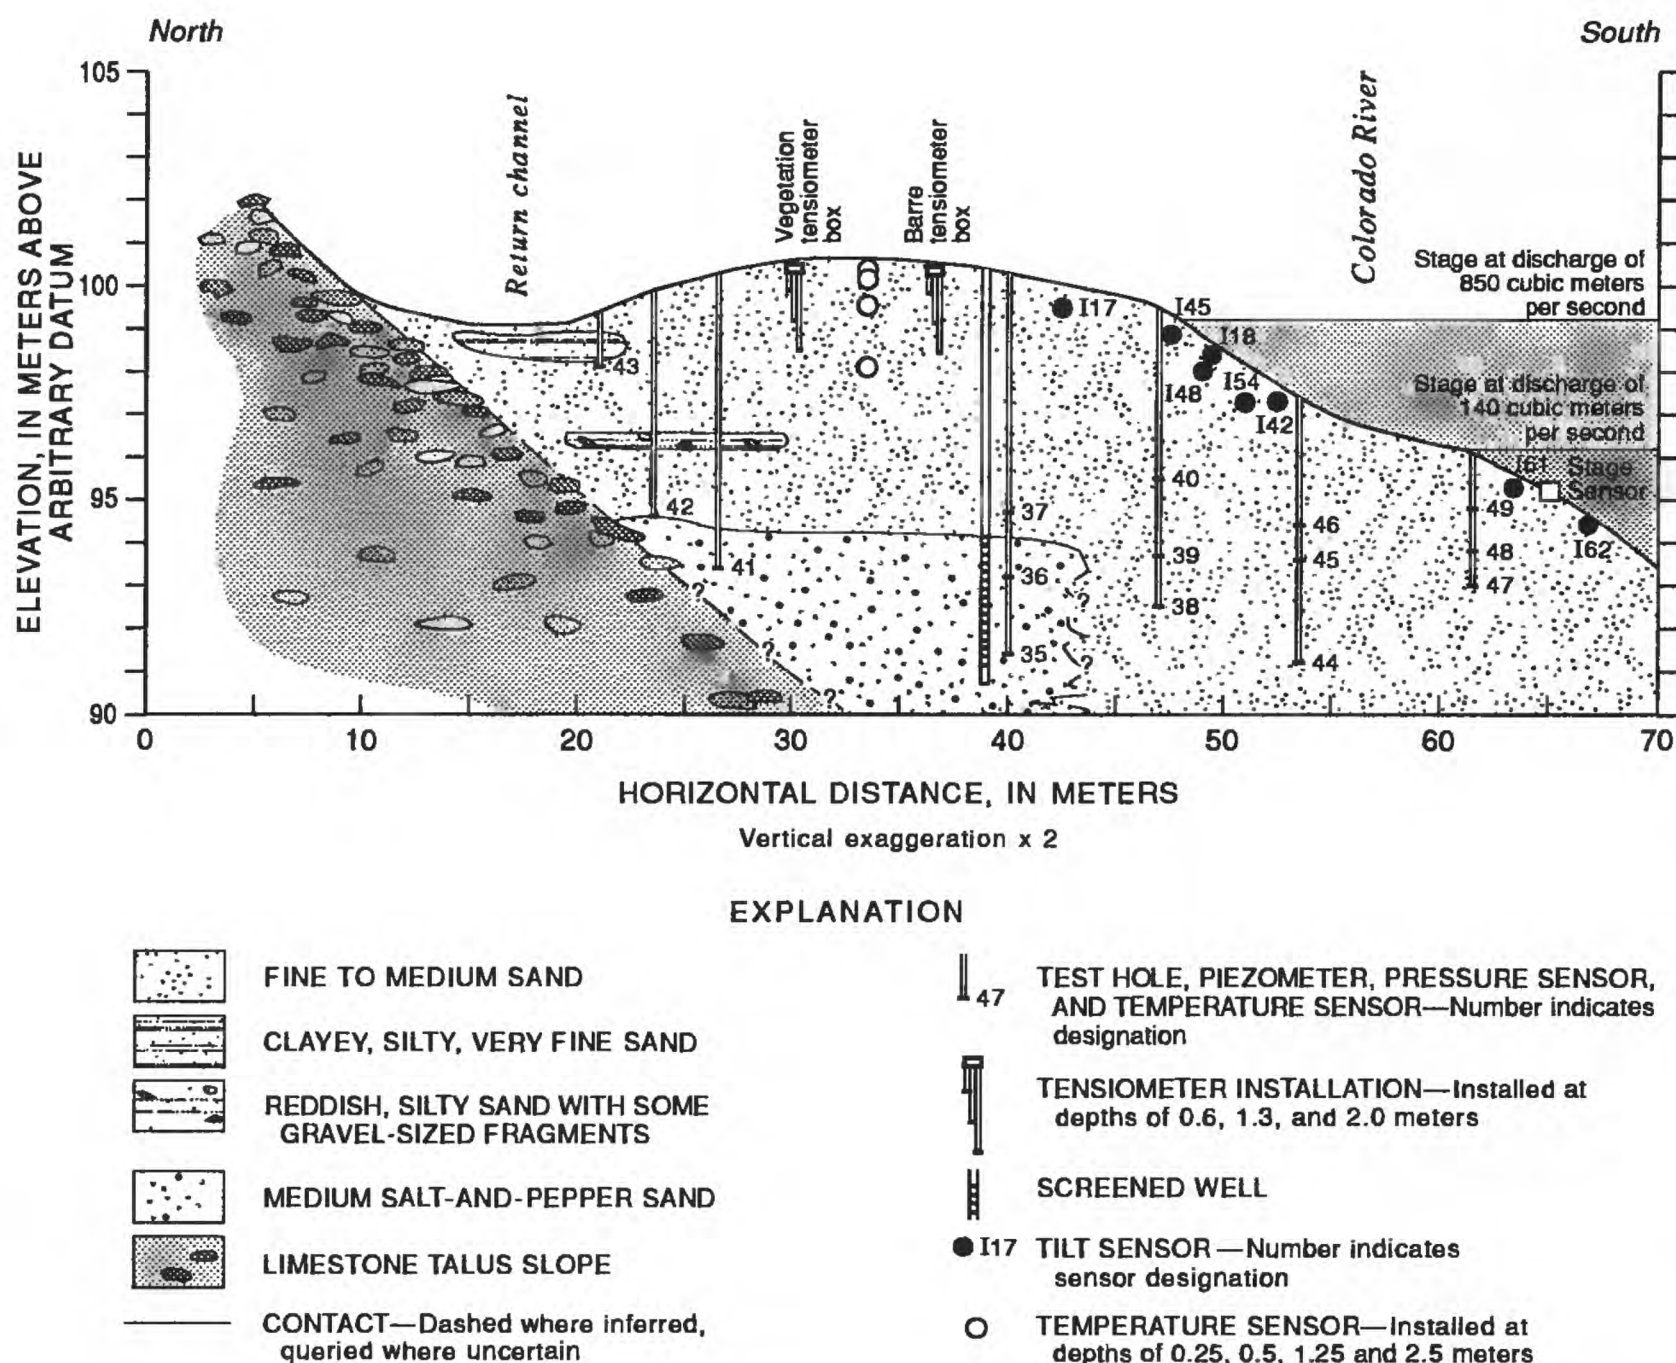 North
South
105
100
95
90
ELEVATION, IN METERS ABOVE
ARBITRARY DATUM
Return channel
Vegetation
tensiometer
box
Barre
tensiometer
box
Colorado River
Stage at discharge of
850 cubic meters
per second
Stage at discharge of
140 cubic meters
per second
I17
I45
I18
I48
I54
I42
I61
Stage
Sensor
I62
43
42
41
37
36
35
40
39
38
46
45
44
49
48
47
?
?
?
?
?
0
10
20
30
40
50
60
70
HORIZONTAL DISTANCE, IN METERS
Vertical exaggeration x 2
EXPLANATION
FINE TO MEDIUM SAND
CLAYEY, SILTY, VERY FINE SAND
REDDISH, SILTY SAND WITH SOME
GRAVEL-SIZED FRAGMENTS
MEDIUM SALT-AND-PEPPER SAND
LIMESTONE TALUS SLOPE
CONTACT—Dashed where inferred,
queried where uncertain
47
TEST HOLE, PIEZOMETER, PRESSURE SENSOR,
AND TEMPERATURE SENSOR—Number indicates
designation
TENSIOMETER INSTALLATION—Installed at
depths of 0.6, 1.3, and 2.0 meters
SCREENED WELL
I17 TILT SENSOR—Number indicates
sensor designation
TEMPERATURE SENSOR—Installed at
depths of 0.25, 0.5, 1.25 and 2.5 meters